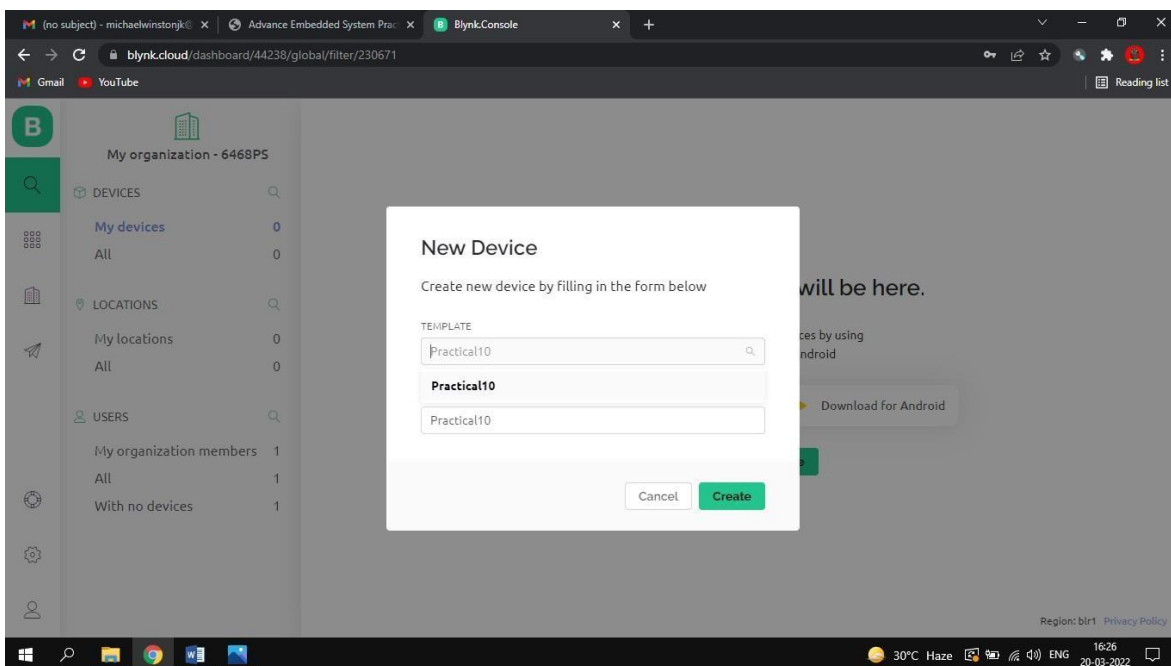 (no subject) - michaelwinstonjk
Advance Embedded System Prac
Blynk.Console
blynk.cloud/dashboard/44238/global/filter/230671
Gmail
YouTube
Reading list
B
My organization - 6468PS
DEVICES
My devices 0
All 0
LOCATIONS
My locations 0
All 0
USERS
My organization members 1
All 1
With no devices 1
New Device
Create new device by filling in the form below
TEMPLATE
Practical10
Practical10
Practical10
Cancel
Create
will be here.
ces by using
ndroid
Download for Android
Region: blr1 Privacy Policy
30°C Haze
ENG
16:26
20-03-2022